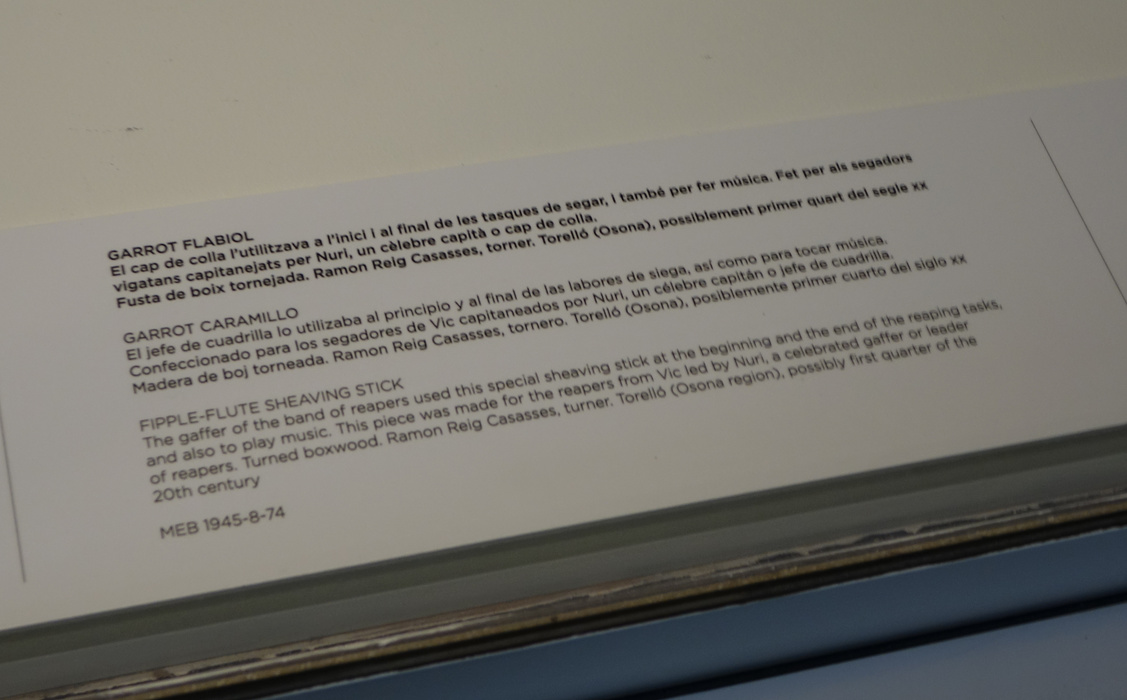 GARROT FLABIOL
El cap de colla l'utilitzava a l'inici i al final de les tasques de segar, i també per fer música. Fet per als segadors
vigatans capitanejats per Nuri, un cèlebre capità o cap de colla.
Fusta de boix tornejada. Ramon Reig Casasses, torner. Torelló (Osona), possiblement primer quart del segle XX
GARROT CARAMILLO
El jefe de cuadrilla lo utilizaba al principio y al final de las labores de siega, así como para tocar música.
Confeccionado para los segadores de Vic capitaneados por Nuri, un célebre capitán o jefe de cuadrilla.
Madera de boj torneada. Ramon Reig Casasses, tornero. Torelló (Osona), posiblemente primer cuarto del siglo XX
FIPPLE-FLUTE SHEAVING STICK
The gaffer of the band of reapers used this special sheaving stick at the beginning and the end of the reaping tasks,
and also to play music. This piece was made for the reapers from Vic led by Nuri, a celebrated gaffer or leader
of reapers. Turned boxwood. Ramon Reig Casasses, turner. Torelló (Osona region), possibly first quarter of the
20th century
MEB 1945-8-74